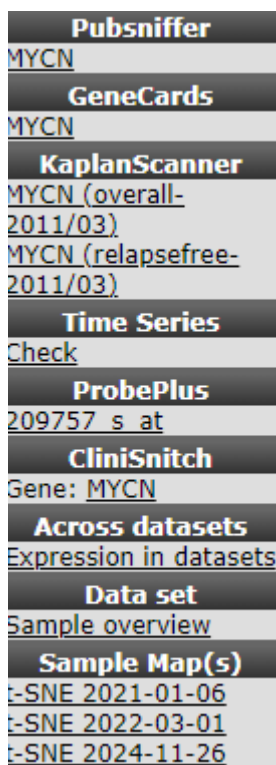 Pubsniffer
MYCN
GeneCards
MYCN
KaplanScanner
MYCN (overall-
2011/03)
MYCN (relapsefree-
2011/03)
Time Series
Check
ProbePlus
209757_s_at
CliniSnitch
Gene: MYCN
Across datasets
Expression in datasets
Data set
Sample overview
Sample Map(s)
t-SNE 2021-01-06
t-SNE 2022-03-01
t-SNE 2024-11-26